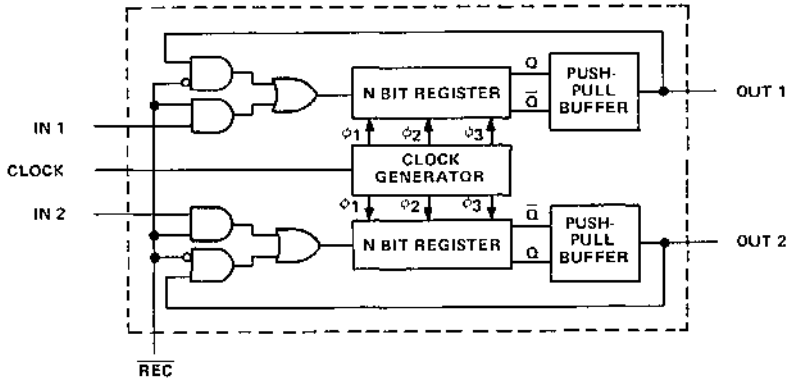 Q
Q̅
N BIT REGISTER
PUSH-
PULL
BUFFER
OUT 1
IN 1
ϕ1 ϕ2 ϕ3
CLOCK
CLOCK
GENERATOR
ϕ1 ϕ2 ϕ3
IN 2
Q̅
Q
N BIT REGISTER
PUSH-
PULL
BUFFER
OUT 2
R̅E̅C̅